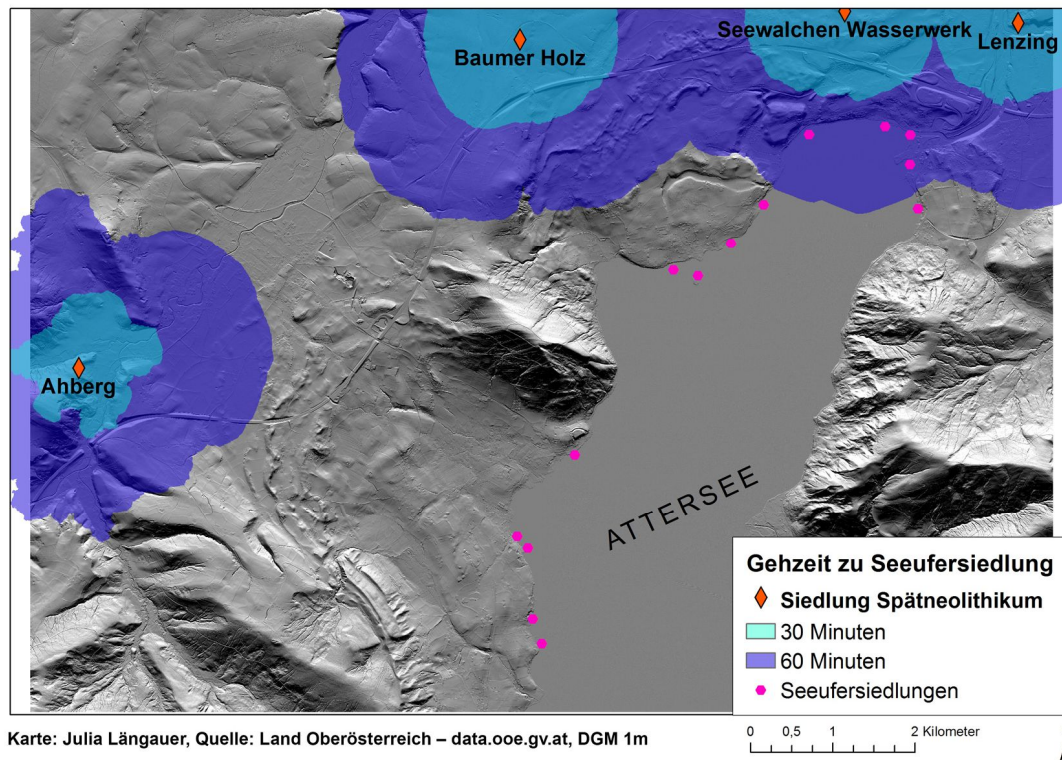 Seewalchen Wasserwerk
Baumer Holz
Lenzing
Ahberg
ATTERSEE
Gehzeit zu Seeufersiedlung
Siedlung Spätneolithikum
30 Minuten
60 Minuten
Seeufersiedlungen
0 0,5 1 2 Kilometer
Karte: Julia Längauer, Quelle: Land Oberösterreich – data.ooe.gv.at, DGM 1m